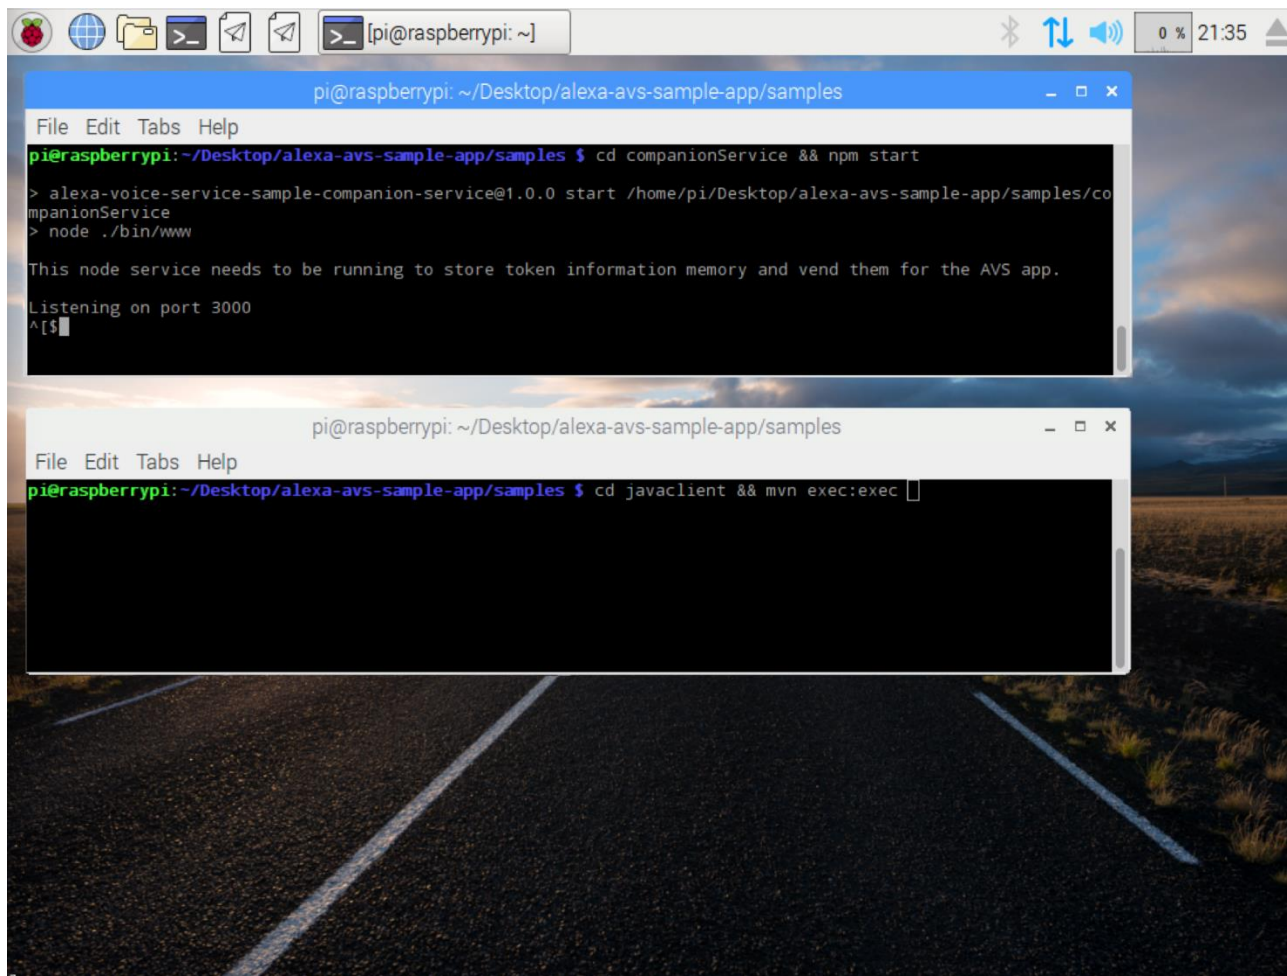 [pi@raspberrypi: ~]
0 %
21:35
pi@raspberrypi: ~/Desktop/alexa-avs-sample-app/samples
File Edit Tabs Help
pi@raspberrypi:~/Desktop/alexa-avs-sample-app/samples $ cd companionService && npm start
> alexa-voice-service-sample-companion-service@1.0.0 start /home/pi/Desktop/alexa-avs-sample-app/samples/co
mpanionService
> node ./bin/www
This node service needs to be running to store token information memory and vend them for the AVS app.
Listening on port 3000
^[$
pi@raspberrypi: ~/Desktop/alexa-avs-sample-app/samples
File Edit Tabs Help
pi@raspberrypi:~/Desktop/alexa-avs-sample-app/samples $ cd javaclient && mvn exec:exec